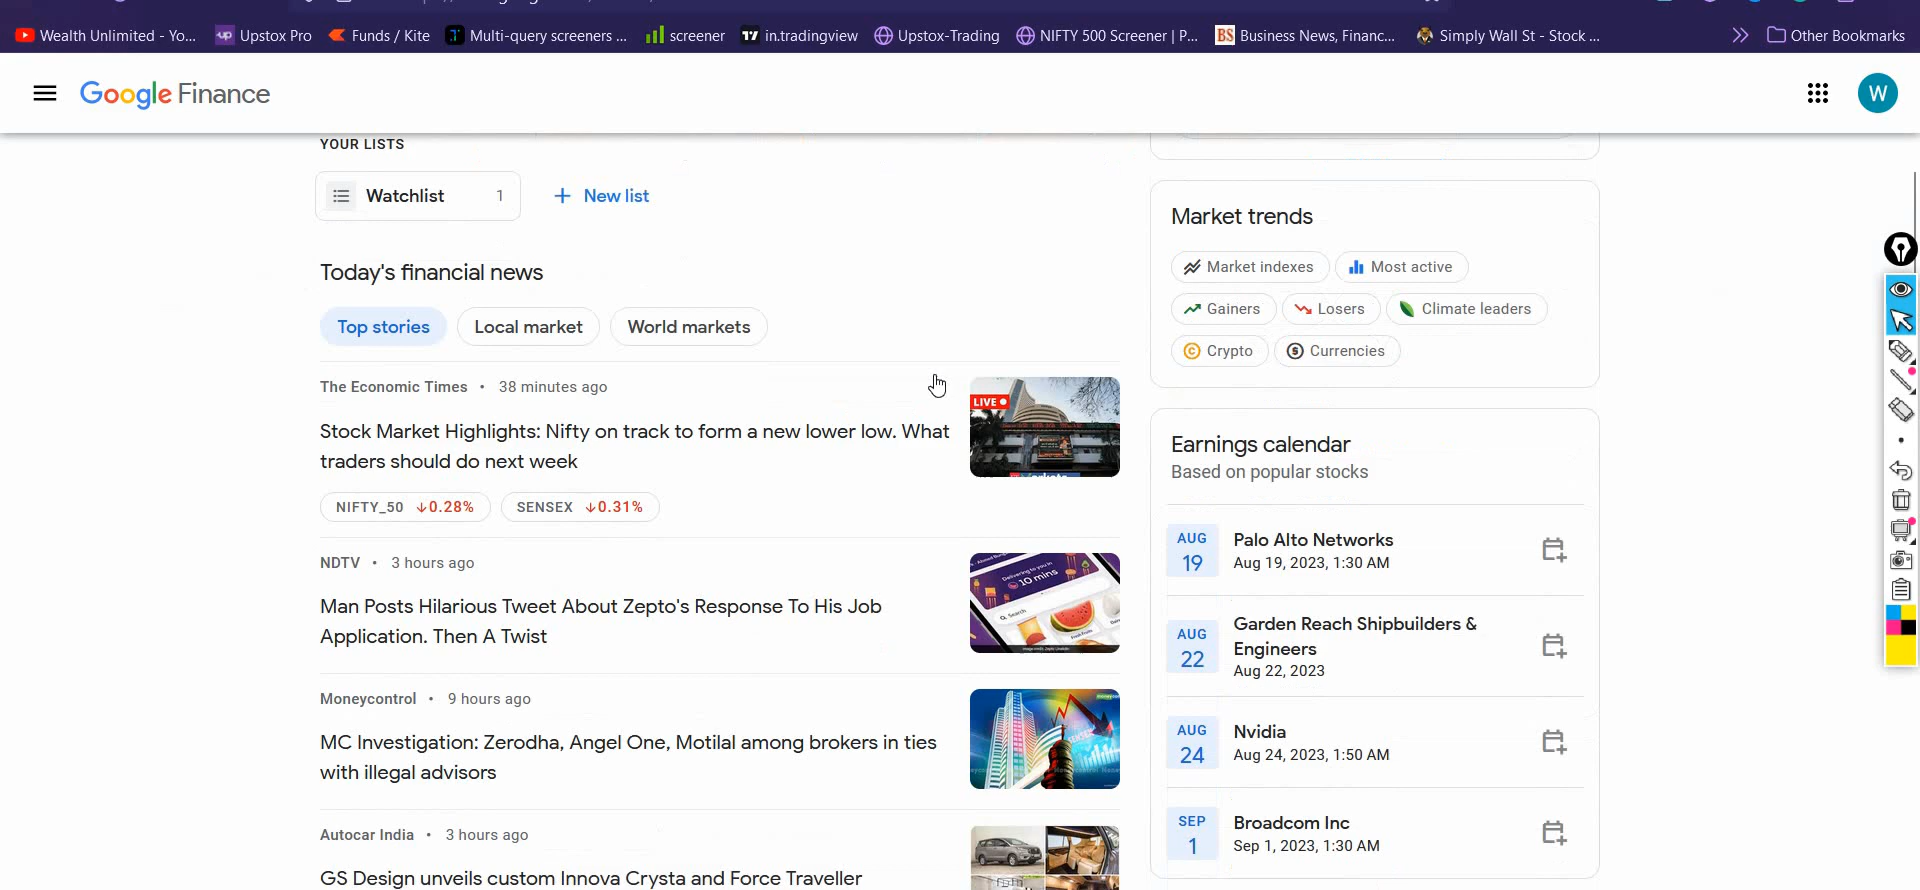 Wealth Unlimited - Yo...
Upstox Pro
Funds / Kite
Multi-query screeners ...
screener
in.tradingview
Upstox-Trading
NIFTY 500 Screener | P...
BS Business News, Financ...
Simply Wall St - Stock ...
Other Bookmarks
Google Finance
W
YOUR LISTS
Watchlist 1
+ New list
Today's financial news
Top stories
Local market
World markets
The Economic Times • 38 minutes ago
Stock Market Highlights: Nifty on track to form a new lower low. What
traders should do next week
LIVE
NIFTY_50 ↓0.28%
SENSEX ↓0.31%
NDTV • 3 hours ago
Man Posts Hilarious Tweet About Zepto's Response To His Job
Application. Then A Twist
Delivering to you in
10 mins
Search
Moneycontrol • 9 hours ago
MC Investigation: Zerodha, Angel One, Motilal among brokers in ties
with illegal advisors
Autocar India • 3 hours ago
GS Design unveils custom Innova Crysta and Force Traveller
Market trends
Market indexes
Most active
Gainers
Losers
Climate leaders
Crypto
Currencies
Earnings calendar
Based on popular stocks
AUG
19
Palo Alto Networks
Aug 19, 2023, 1:30 AM
AUG
22
Garden Reach Shipbuilders &
Engineers
Aug 22, 2023
AUG
24
Nvidia
Aug 24, 2023, 1:50 AM
SEP
1
Broadcom Inc
Sep 1, 2023, 1:30 AM